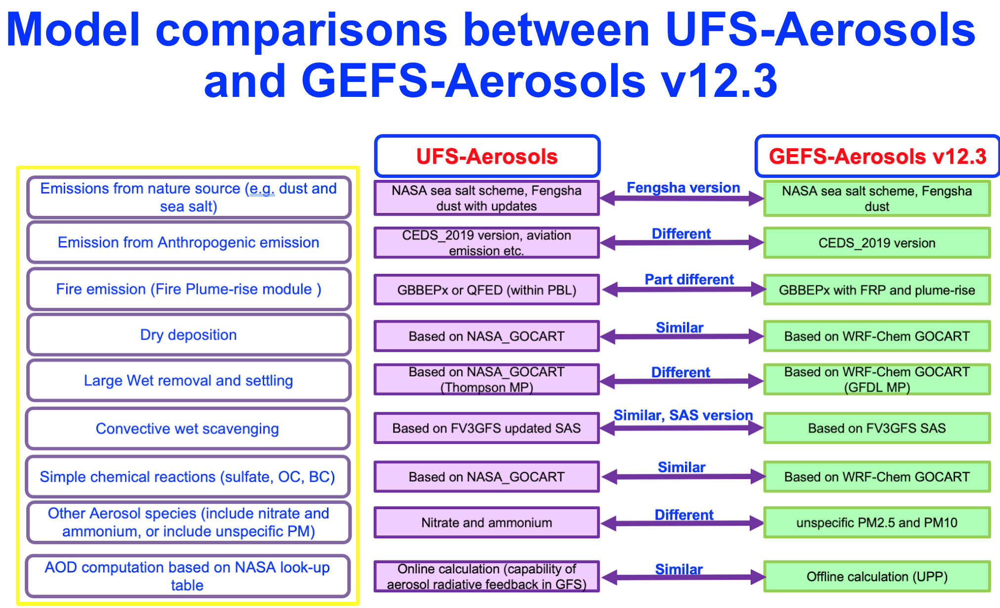 Model comparisons between UFS-Aerosols
and GEFS-Aerosols v12.3
UFS-Aerosols
GEFS-Aerosols v12.3
Emissions from nature source (e.g. dust and
sea salt)
NASA sea salt scheme, Fengsha
dust with updates
Fengsha version
NASA sea salt scheme, Fengsha
dust
Emission from Anthropogenic emission
CEDS_2019 version, aviation
emission etc.
Different
CEDS_2019 version
Fire emission (Fire Plume-rise module )
GBBEPx or QFED (within PBL)
Part different
GBBEPx with FRP and plume-rise
Dry deposition
Based on NASA_GOCART
Similar
Based on WRF-Chem GOCART
Large Wet removal and settling
Based on NASA_GOCART
(Thompson MP)
Different
Based on WRF-Chem GOCART
(GFDL MP)
Convective wet scavenging
Based on FV3GFS updated SAS
Similar, SAS version
Based on FV3GFS SAS
Simple chemical reactions (sulfate, OC, BC)
Based on NASA_GOCART
Similar
Based on WRF-Chem GOCART
Other Aerosol species (include nitrate and
ammonium, or include unspecific PM)
Nitrate and ammonium
Different
unspecific PM2.5 and PM10
AOD computation based on NASA look-up
table
Online calculation (capability of
aerosol radiative feedback in GFS)
Similar
Offline calculation (UPP)